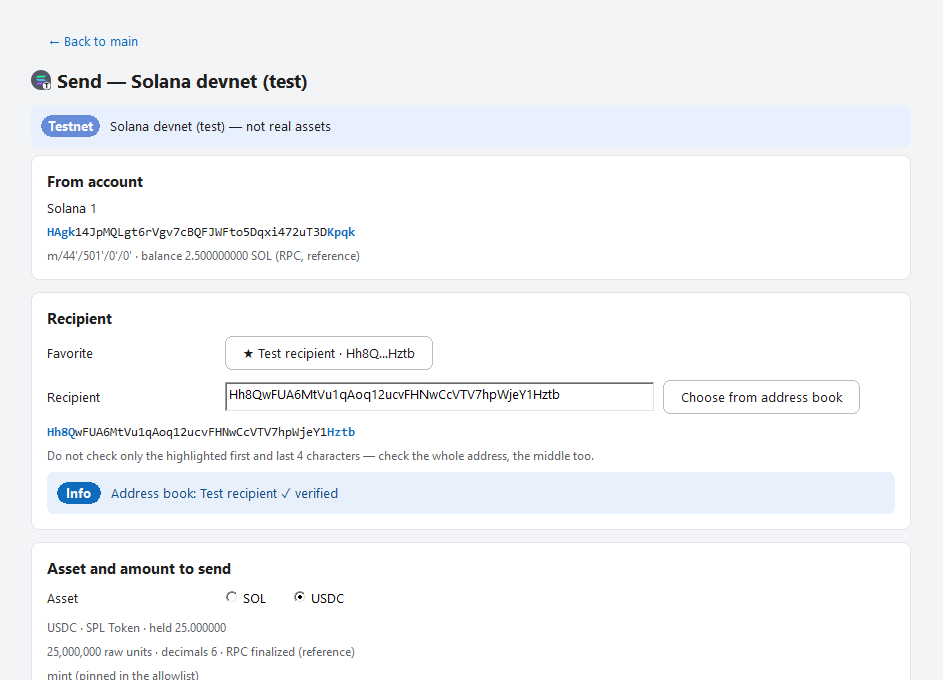 ← Back to main
Send — Solana devnet (test)
Testnet Solana devnet (test) — not real assets
From account
Solana 1
HAgk14JpMQLgt6rVgv7cBQFJWFto5Dqxi472uT3DKpqk
m/44'/501'/0'/0' · balance 2.500000000 SOL (RPC, reference)
Recipient
Favorite ★ Test recipient · Hh8Q...Hztb
Recipient Hh8QwFUA6MtVu1qAoq12ucvFHNwCcVTV7hpWjeY1Hztb Choose from address book
Hh8QwFUA6MtVu1qAoq12ucvFHNwCcVTV7hpWjeY1Hztb
Do not check only the highlighted first and last 4 characters — check the whole address, the middle too.
Info Address book: Test recipient ✓ verified
Asset and amount to send
Asset SOL USDC
USDC · SPL Token · held 25.000000
25,000,000 raw units · decimals 6 · RPC finalized (reference)
mint (pinned in the allowlist)